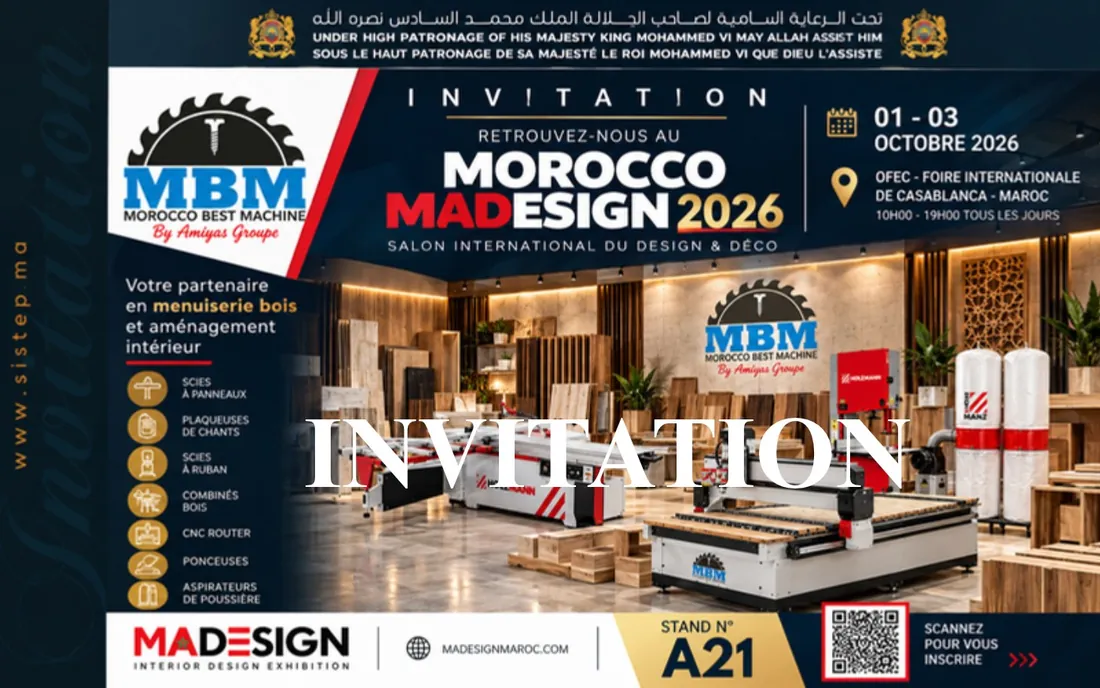 تحت الرعاية السامية لصاحب الجلالة الملك محمد السادس نصره الله
UNDER HIGH PATRONAGE OF HIS MAJESTY KING MOHAMMED VI MAY ALLAH ASSIST HIM
SOUS LE HAUT PATRONAGE DE SA MAJESTÉ LE ROI MOHAMMED VI QUE DIEU L'ASSISTE
Invitation
www.sistep.ma
MBM
MOROCCO BEST MACHINE
By Amiyas Groupe
INVITATION
RETROUVEZ-NOUS AU
MOROCCO
MADESIGN 2026
SALON INTERNATIONAL DU DESIGN & DÉCO
01 - 03
OCTOBRE 2026
OFEC - FOIRE INTERNATIONALE
DE CASABLANCA - MAROC
10H00 - 19H00 TOUS LES JOURS
Votre partenaire
en menuiserie bois
et aménagement
intérieur
SCIES
À PANNEAUX
PLAQUEUSES
DE CHANTS
SCIES
À RUBAN
COMBINÉS
BOIS
CNC ROUTER
PONCEUSES
ASPIRATEURS
DE POUSSIÈRE
MBM
MOROCCO BEST MACHINE
By Amiyas Groupe
HOLZMANN
MANZ
INVITATION
MBM
MADESIGN
INTERIOR DESIGN EXHIBITION
MADESIGNMAROC.COM
STAND N°
A21
SCANNEZ
POUR VOUS
INSCRIRE